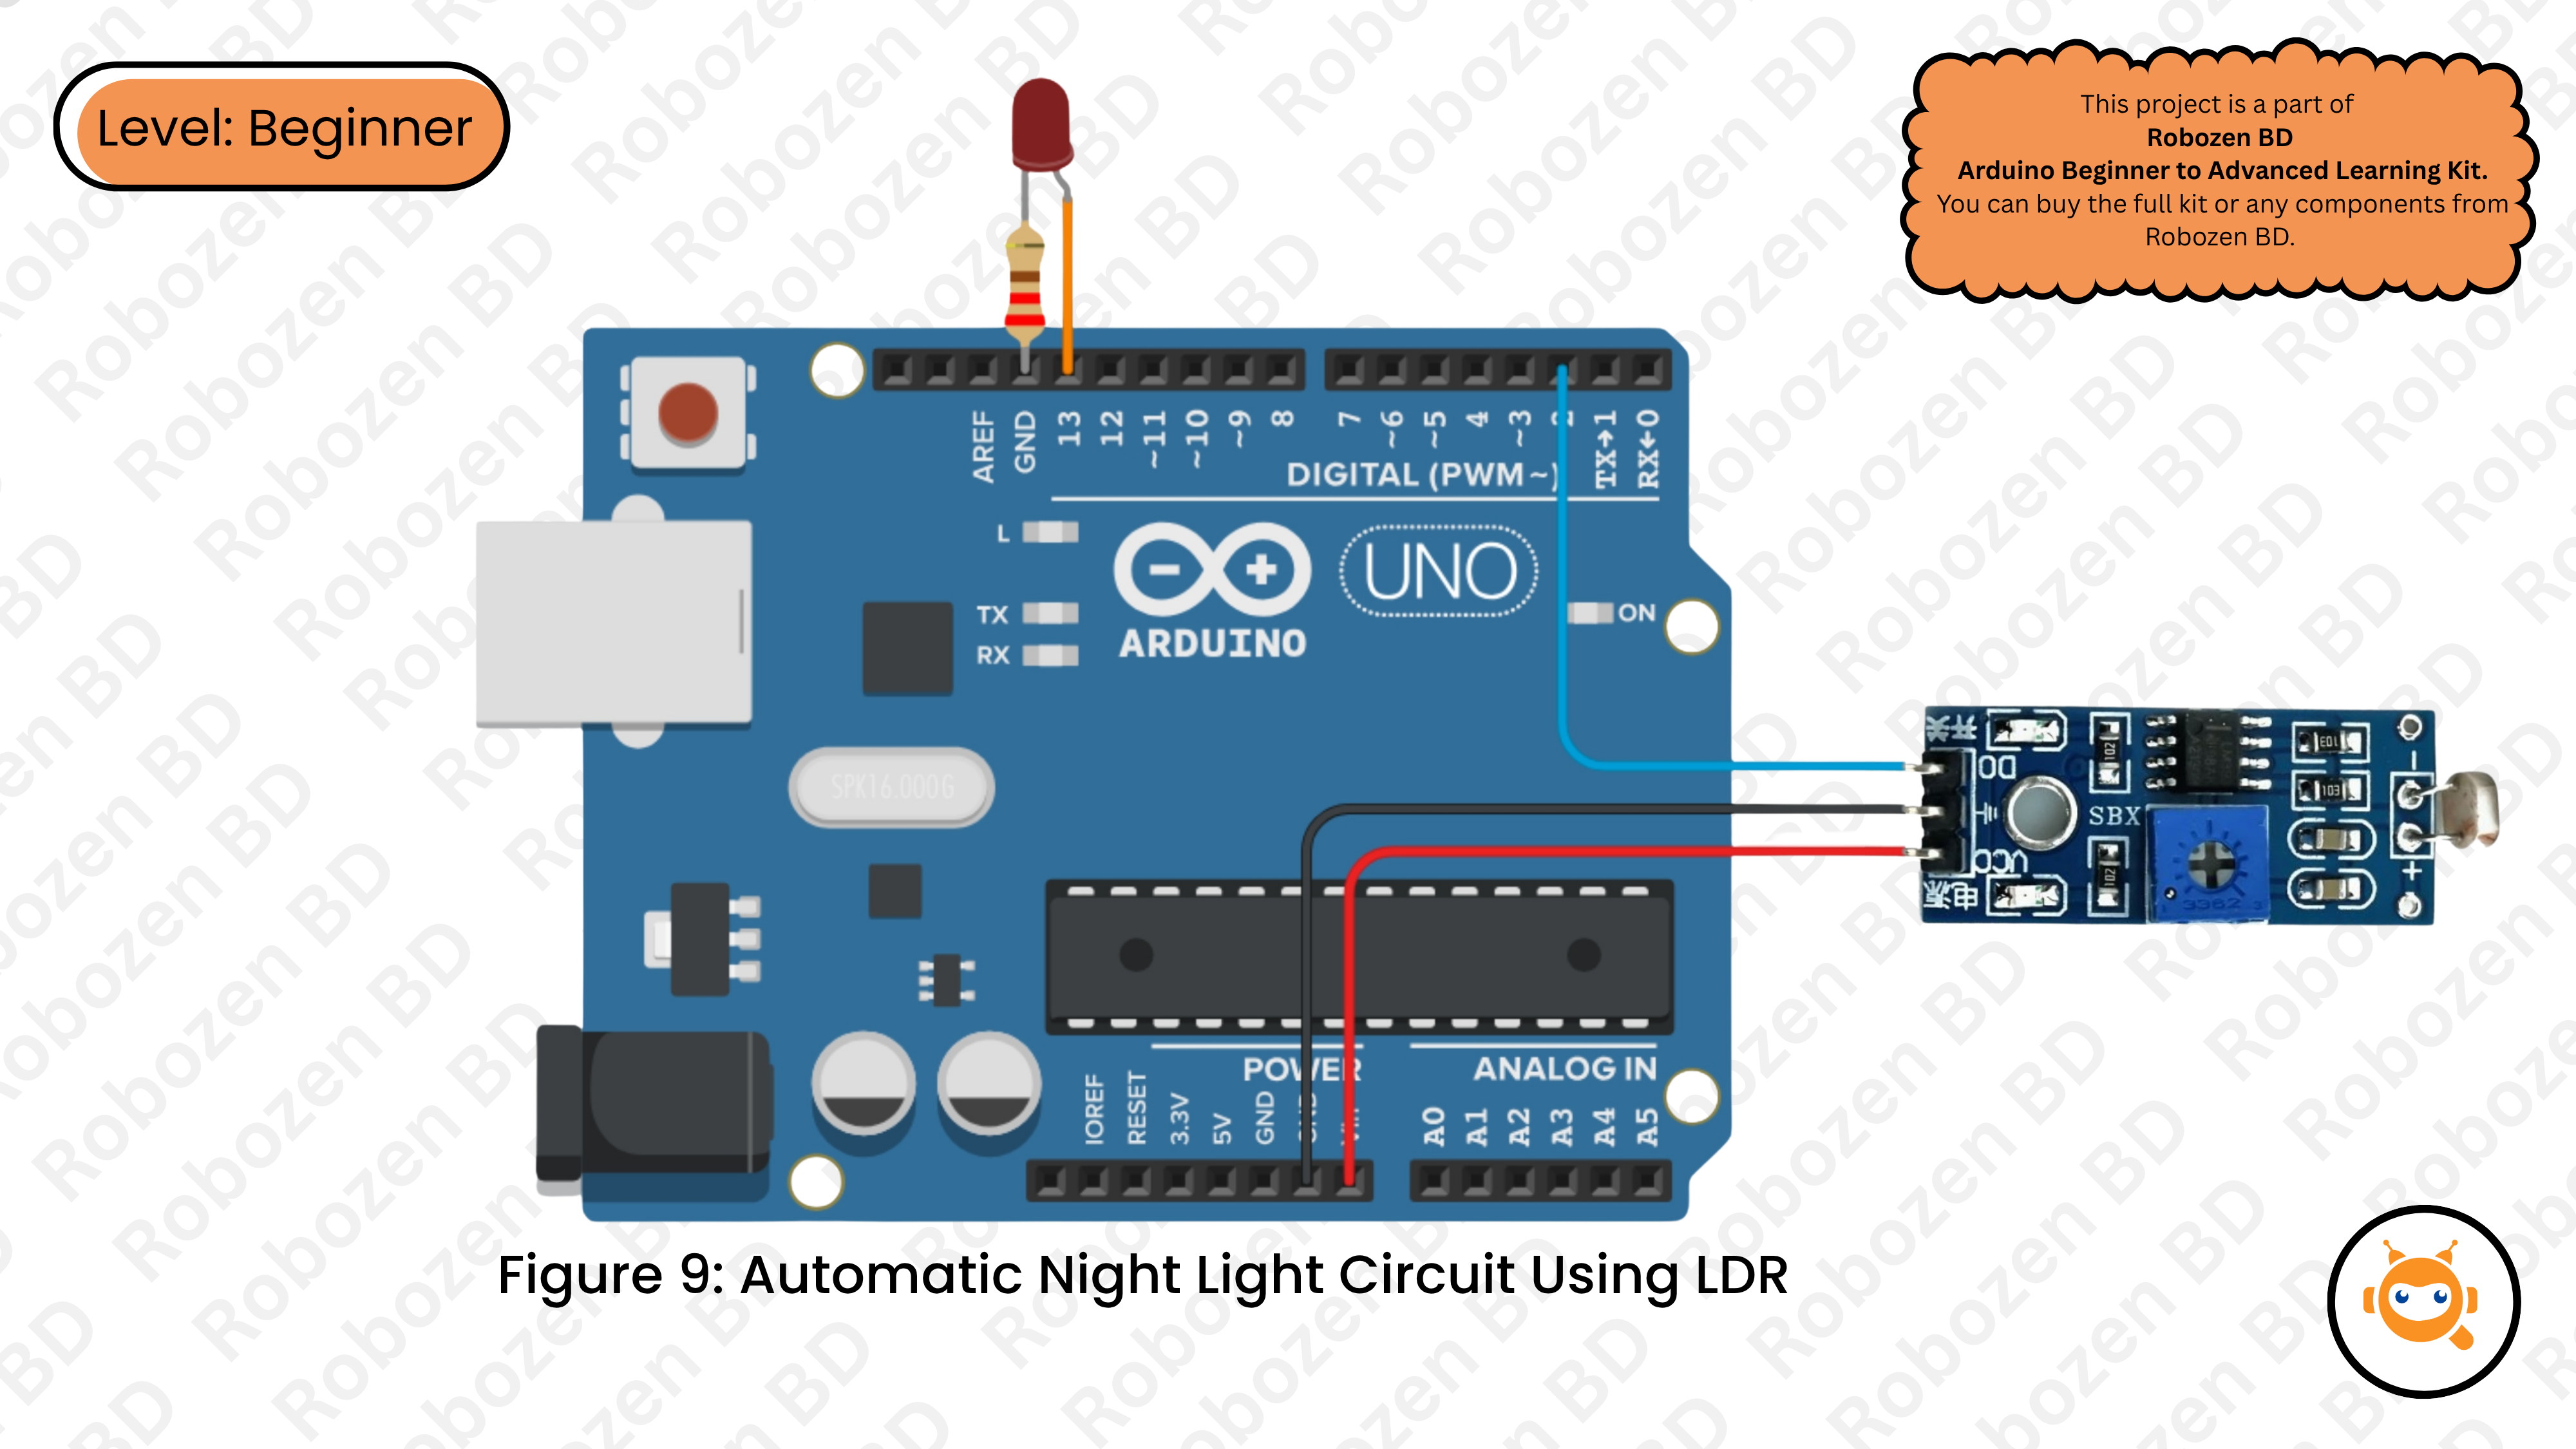 Level: Beginner
This project is a part of
Robozen BD
Arduino Beginner to Advanced Learning Kit.
You can buy the full kit or any components from
Robozen BD.
AREF
GND
13
12
~11
~10
~9
8
7
~6
~5
4
~3
2
TX→1
RX←0
DIGITAL (PWM~)
L
TX
RX
ARDUINO
UNO
ON
SPK16.000G
DO
VCC
SBX
102
102
103
103
3362
- 
+
POWER
ANALOG IN
IOREF
RESET
3.3V
5V
GND
GND
Vin
A0
A1
A2
A3
A4
A5
Figure 9: Automatic Night Light Circuit Using LDR
Robozen BD